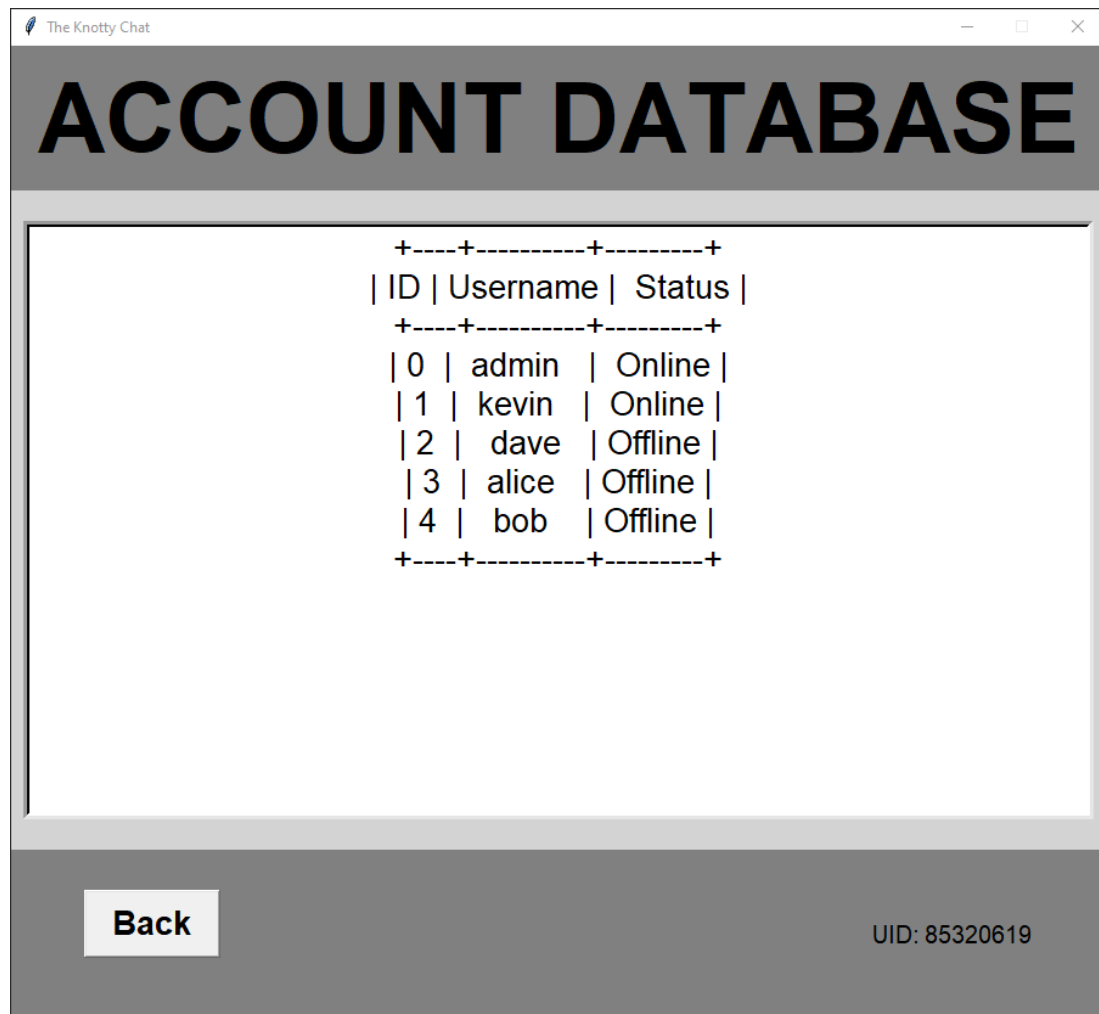 The Knotty Chat
ACCOUNT DATABASE
+----+----------+---------+
| ID | Username |  Status |
+----+----------+---------+
| 0  |  admin   |  Online |
| 1  |  kevin   |  Online |
| 2  |   dave   | Offline |
| 3  |  alice   | Offline |
| 4  |   bob    | Offline |
+----+----------+---------+
Back
UID: 85320619